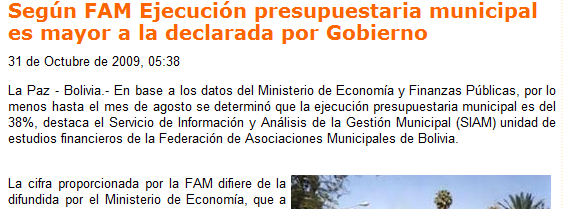 Según FAM Ejecución presupuestaria municipal
es mayor a la declarada por Gobierno
31 de Octubre de 2009, 05:38
La Paz - Bolivia.- En base a los datos del Ministerio de Economía y Finanzas Públicas, por lo
menos hasta el mes de agosto se determinó que la ejecución presupuestaria municipal es del
38%, destaca el Servicio de Información y Análisis de la Gestión Municipal (SIAM) unidad de
estudios financieros de la Federación de Asociaciones Municipales de Bolivia.
La cifra proporcionada por la FAM difiere de la
difundida por el Ministerio de Economía, que a